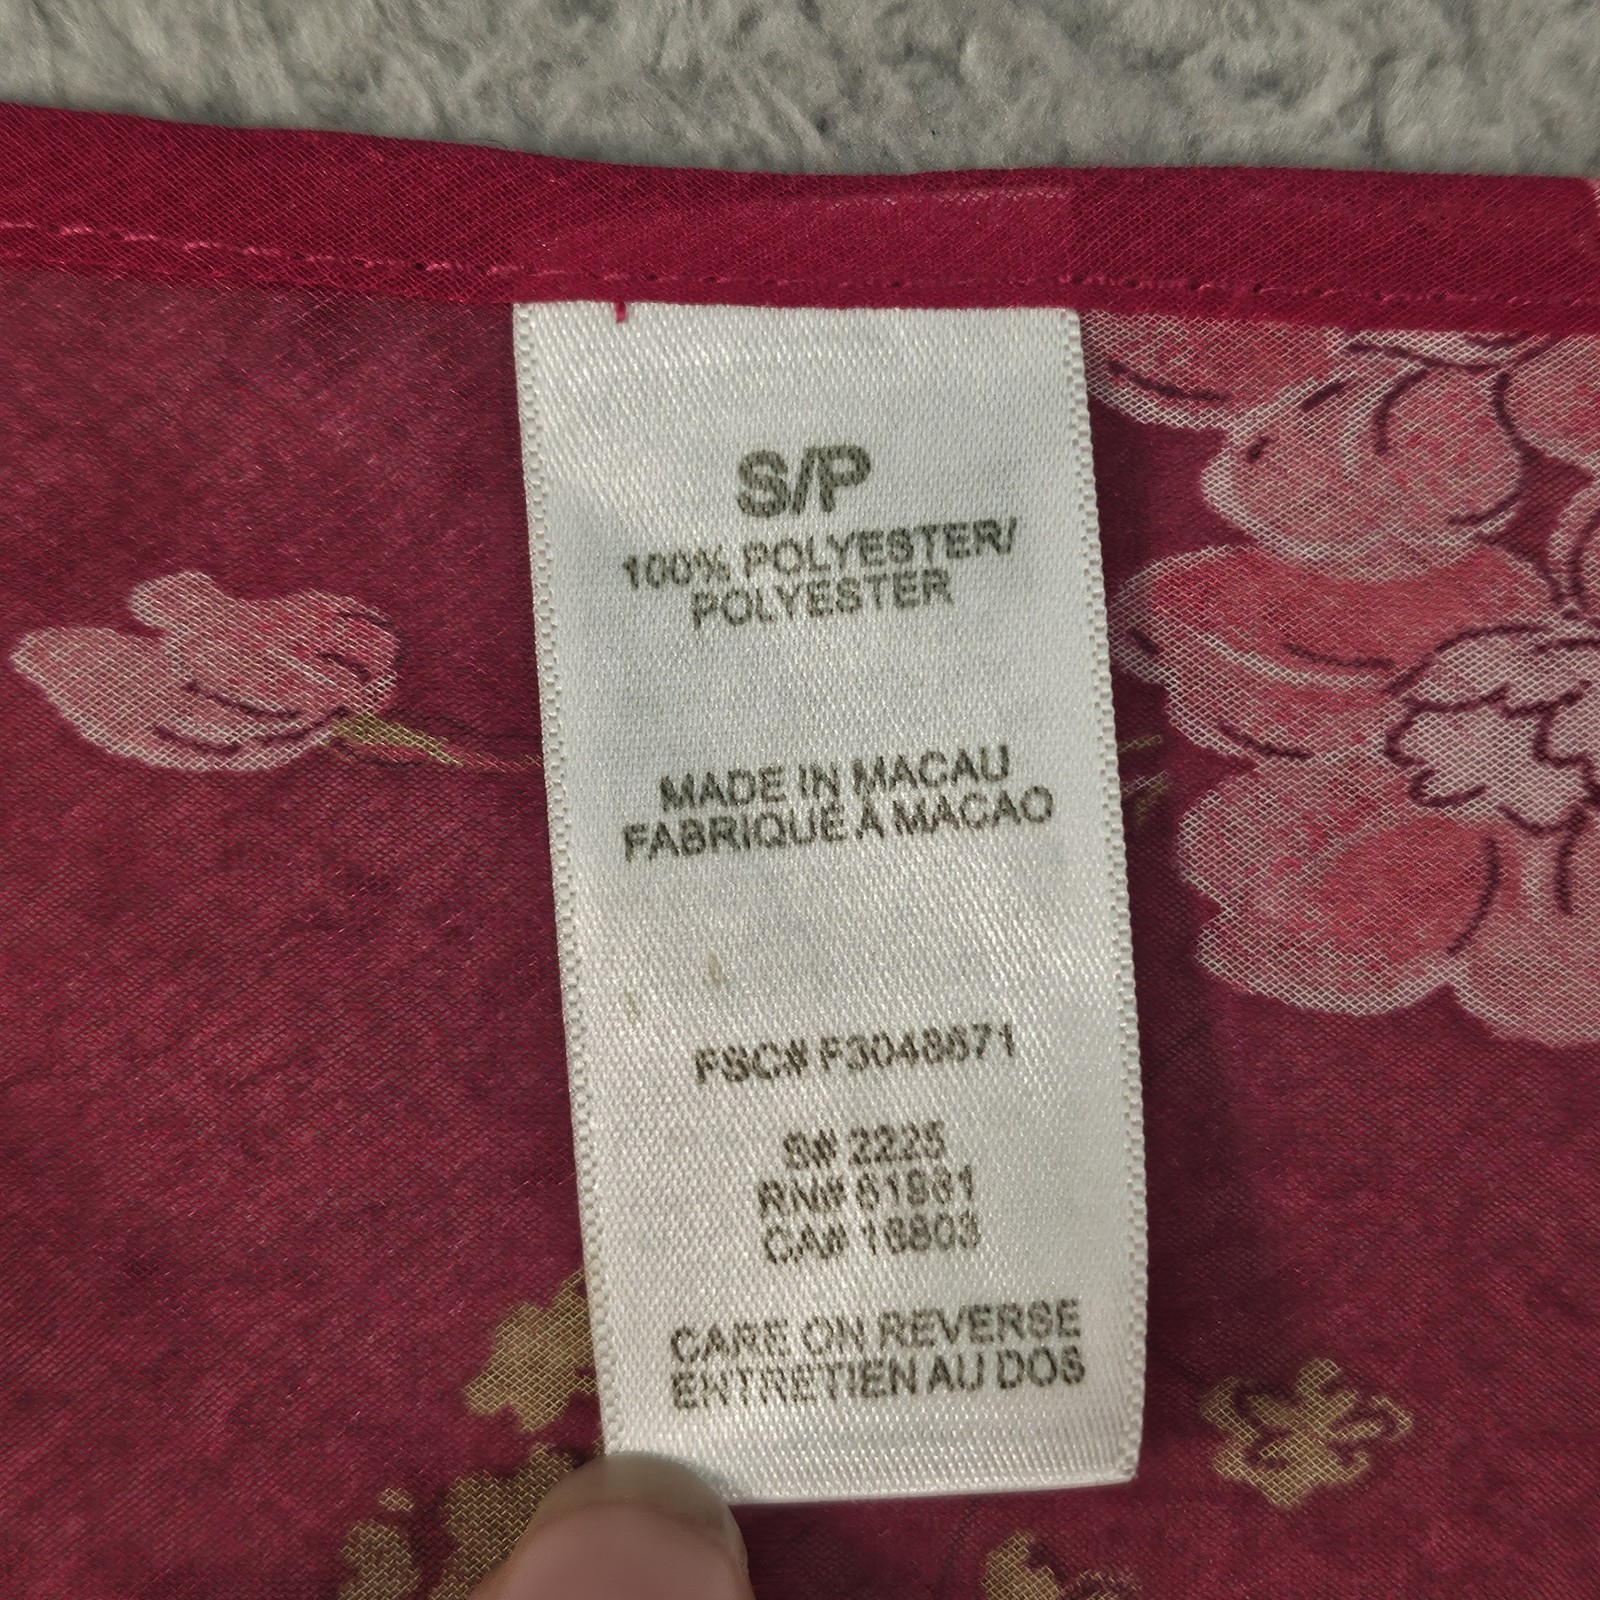 S/P
100% POLYESTER/
POLYESTER
MADE IN MACAU
FABRIQUÉ À MACAO
FSC# F3048671
S# 2225
RN# 61961
CA# 16803
CARE ON REVERSE
ENTRETIEN AU DOS